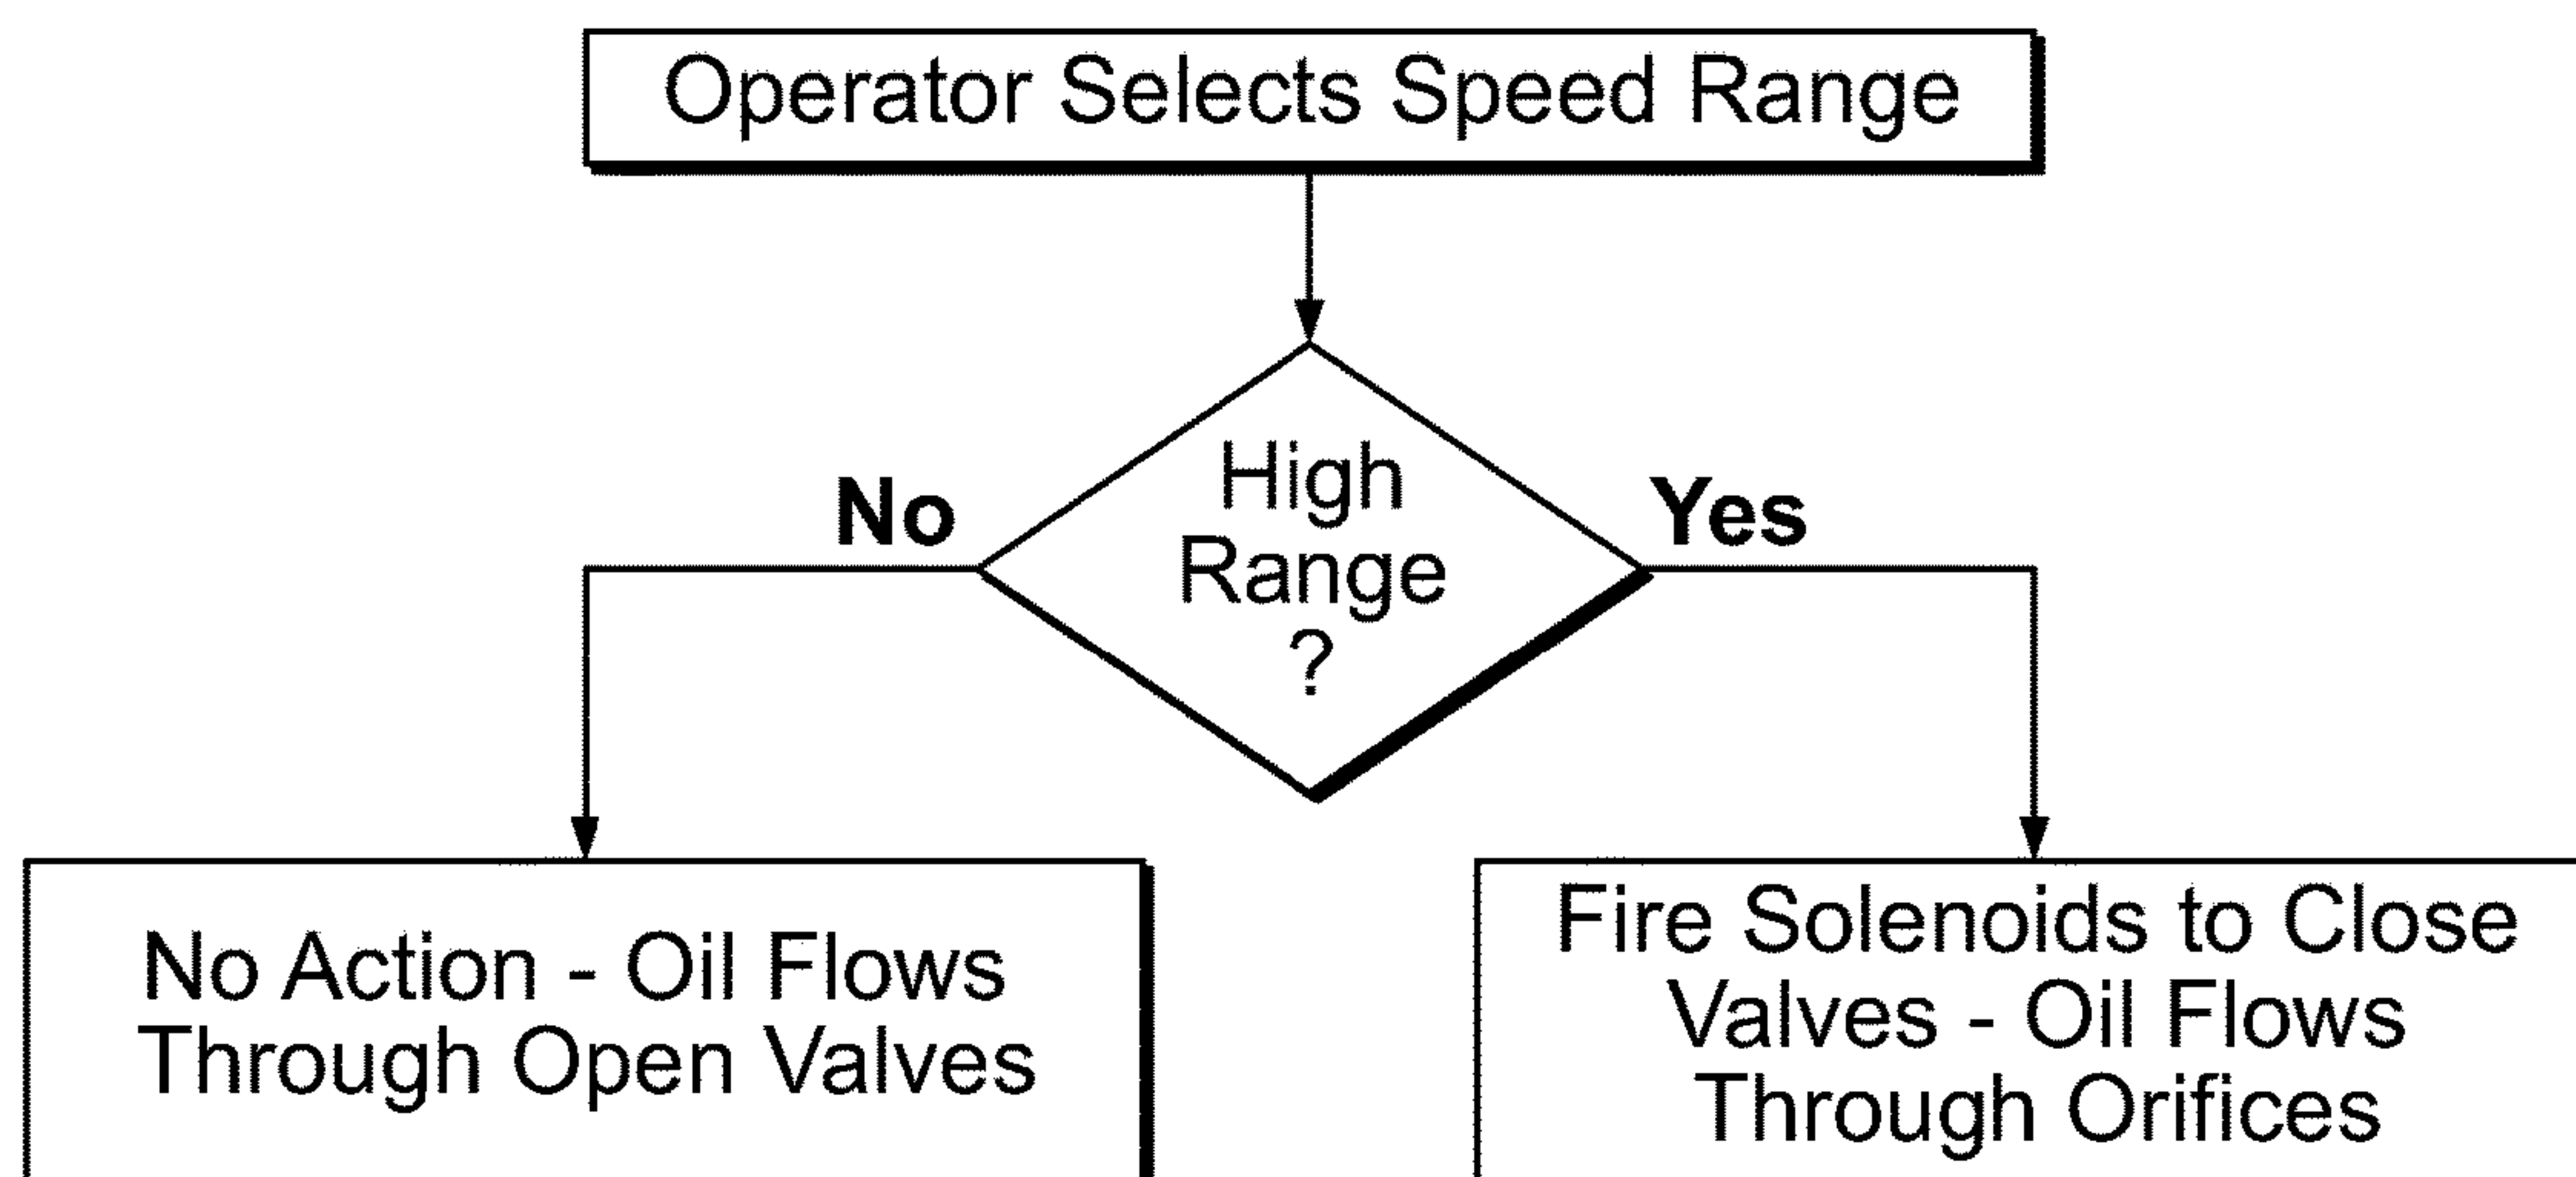 Operator Selects Speed Range
High
Range
?
No
Yes
No Action - Oil Flows
Through Open Valves
Fire Solenoids to Close
Valves - Oil Flows
Through Orifices